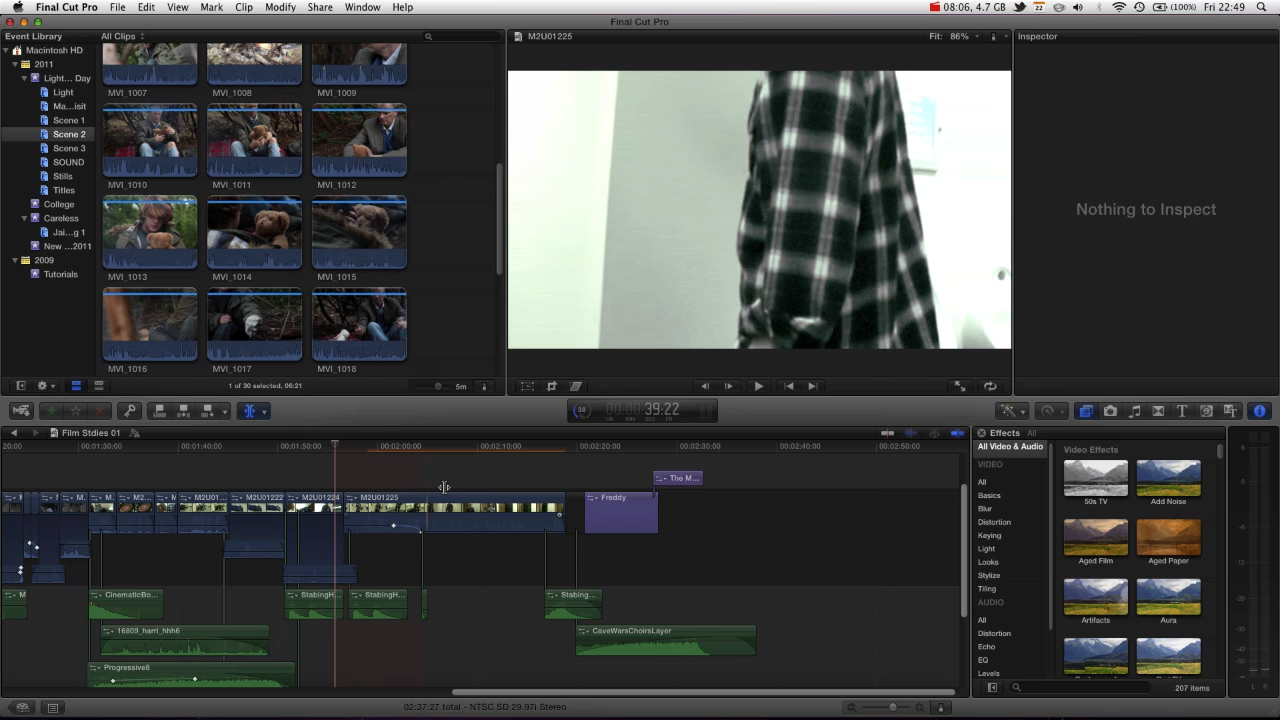 Final Cut Pro File Edit View Mark Clip Modify Share Window Help 08:06, 4.7 GB 22 (100%) Fri 22:49
Final Cut Pro
Event Library All Clips M2U01225 Fit: 86% Inspector
Macintosh HD
2011
Light... Day
Light
Ma...isit
Scene 1
Scene 2
Scene 3
SOUND
Stills
Titles
College
Careless
Jai...g 1
New ...2011
2009
Tutorials
MVI_1007 MVI_1008 MVI_1009
MVI_1010 MVI_1011 MVI_1012
MVI_1013 MVI_1014 MVI_1015
MVI_1016 MVI_1017 MVI_1018
Nothing to Inspect
1 of 30 selected, 06:21 5m
38 00:00:39:22
Film Stdies 01
20:00 00:01:30:00 00:01:40:00 00:01:50:00 00:02:00:00 00:02:10:00 00:02:20:00 00:02:30:00 00:02:40:00 00:02:50:00
The M...
M... M2... M2U01... M2U01222 M2U01224 M2U01225 Freddy
M CinematicBo... StabingH... StabingH... Stabing...
16809_harri_hhh6 CaveWarsChoirsLayer
Progressive8
02:37:27 total - NTSC SD 29.97i Stereo
Effects All
All Video & Audio
VIDEO
All
Basics
Blur
Distortion
Keying
Light
Looks
Stylize
Tiling
AUDIO
All
Distortion
Echo
EQ
Levels
Video Effects
50s TV Add Noise
Aged Film Aged Paper
Artifacts Aura
207 items
L R